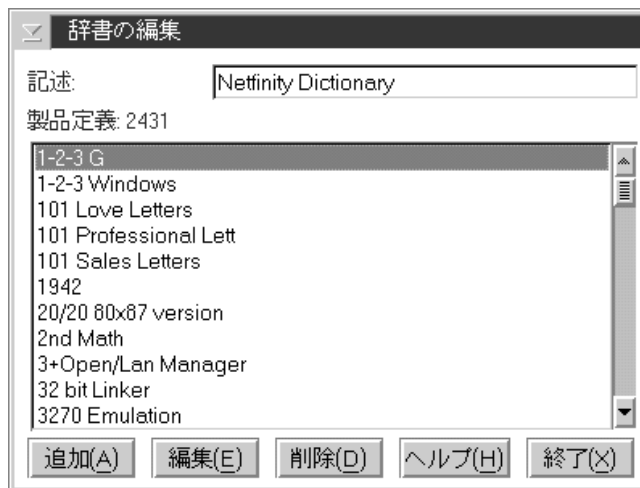 辞書の編集
記述: Netfinity Dictionary
製品定義: 2431
1-2-3 G
1-2-3 Windows
101 Love Letters
101 Professional Lett
101 Sales Letters
1942
20/20 80x87 version
2nd Math
3+Open/Lan Manager
32 bit Linker
3270 Emulation
追加(A) 編集(E) 削除(D) ヘルプ(H) 終了(X)